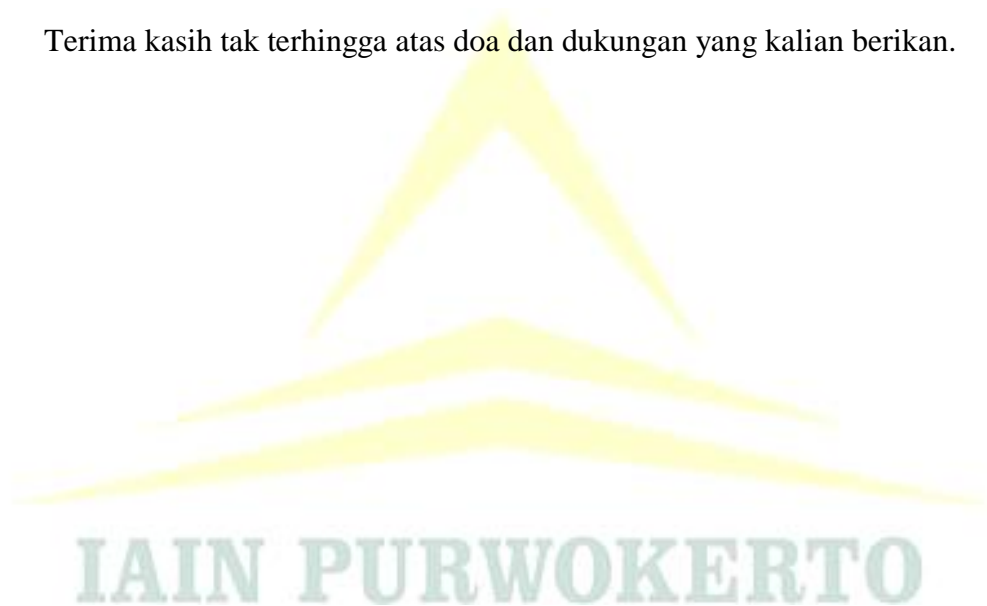 Terima kasih tak terhingga atas doa dan dukungan yang kalian berikan.
IAIN PURWOKERTO